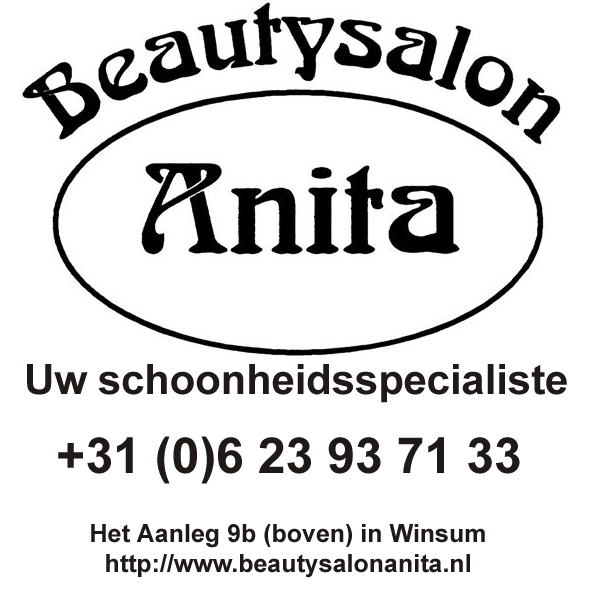 Beautysalon
Anita
Uw schoonheidsspecialiste
+31 (0)6 23 93 71 33
Het Aanleg 9b (boven) in Winsum
http://www.beautysalonanita.nl